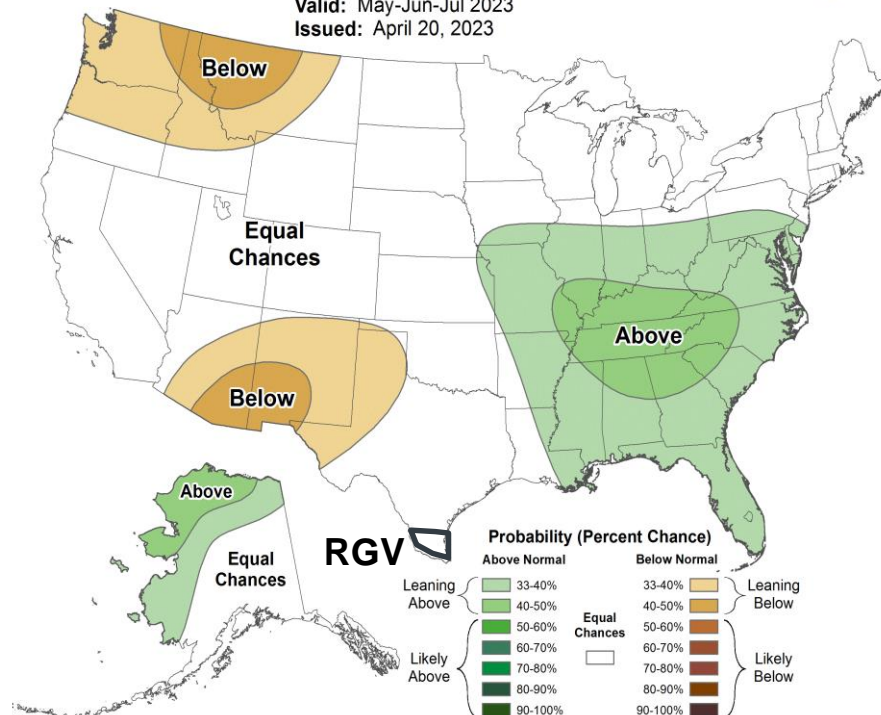 Valid: May-Jun-Jul 2023
Issued: April 20, 2023
Below
Equal
Chances
Above
Below
Above
Equal
Chances
RGV
Probability (Percent Chance)
Above Normal
Below Normal
Leaning
Above
33-40%
40-50%
Likely
Above
50-60%
60-70%
70-80%
80-90%
90-100%
Equal
Chances
33-40%
40-50%
Leaning
Below
50-60%
60-70%
70-80%
80-90%
90-100%
Likely
Below